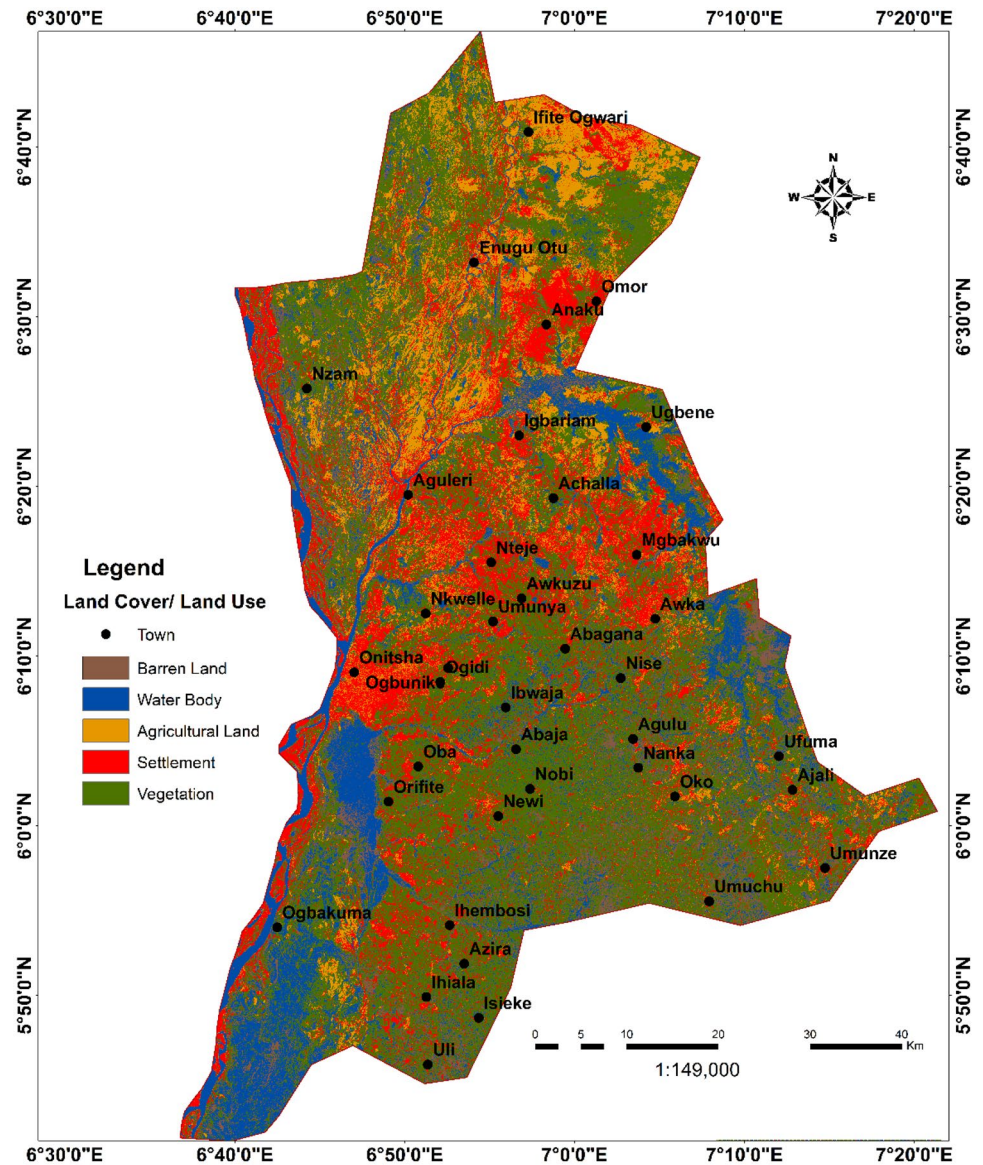 6°30'0"E 6°40'0"E 6°50'0"E 7°0'0"E 7°10'0"E 7°20'0"E
6°40'0"N
6°30'0"N
6°20'0"N
6°10'0"N
6°0'0"N
5°50'0"N
6°40'0"N
6°30'0"N
6°20'0"N
6°10'0"N
6°0'0"N
5°50'0"N
N
W E
S
Ifite Ogwari
Enugu Otu
Omor
Anaku
Nzam
Ugbene
Igbariam
Aguleri
Achalla
Mgbakwu
Nteje
Awkuzu
Nkwelle
Umunya
Awka
Abagana
Onitsha
Ogidi
Ogbunik
Nise
Ibwaja
Agulu
Abaja
Ufuma
Oba
Nanka
Nobi
Oko
Ajali
Orifite
Newi
Umunze
Umuchu
Ogbakuma
Ihembosi
Azira
Ihiala
Isieke
Uli
Legend
Land Cover/ Land Use
Town
Barren Land
Water Body
Agricultural Land
Settlement
Vegetation
0 5 10 20 30 40
Km
1:149,000
6°30'0"E 6°40'0"E 6°50'0"E 7°0'0"E 7°10'0"E 7°20'0"E